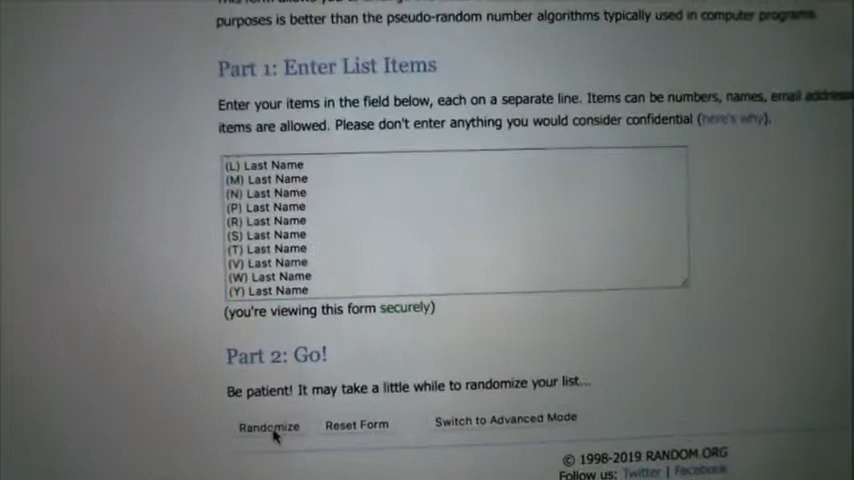 purposes is better than the pseudo-random number algorithms typically used in computer programs.
Part 1: Enter List Items
Enter your items in the field below, each on a separate line. Items can be numbers, names, email
items are allowed. Please don't enter anything you would consider confidential (here's why).
(L) Last Name
(M) Last Name
(N) Last Name
(P) Last Name
(R) Last Name
(S) Last Name
(T) Last Name
(V) Last Name
(W) Last Name
(Y) Last Name
(you're viewing this form securely)
Part 2: Go!
Be patient! It may take a little while to randomize your list...
Randomize Reset Form Switch to Advanced Mode
© 1998-2019 RANDOM.ORG
Follow us: Twitter | Facebook